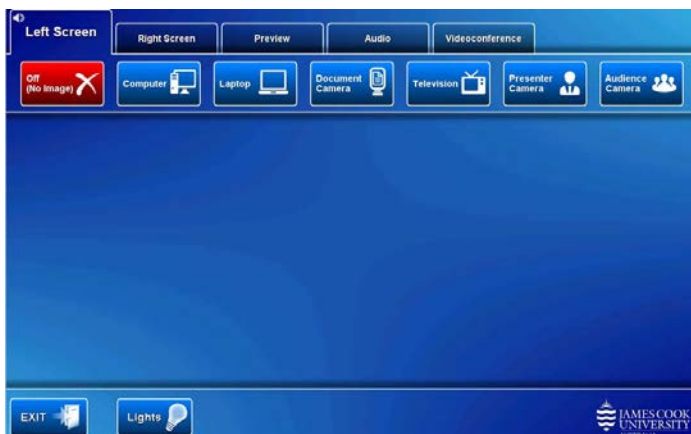 Left Screen
Right Screen
Preview
Audio
Videoconference
Off
(No Image)
Computer
Laptop
Document
Camera
Television
Presenter
Camera
Audience
Camera
EXIT
Lights
JAMES COOK
UNIVERSITY